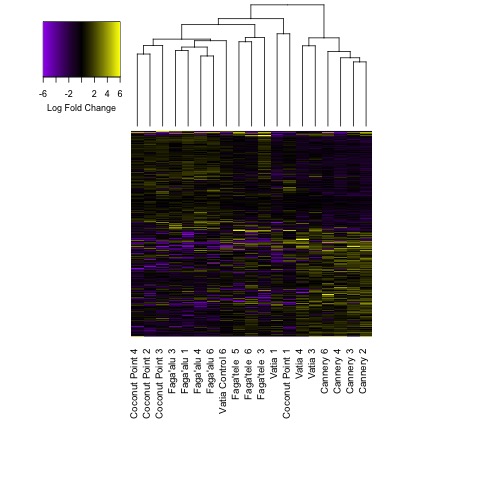 -6 -2 2 4 6
Log Fold Change
Coconut Point 4
Coconut Point 2
Coconut Point 3
Faga'alu 3
Faga'alu 1
Faga'alu 4
Faga'alu 6
Vatia Control 6
Faga'tele 5
Faga'tele 6
Faga'tele 3
Vatia 1
Coconut Point 1
Vatia 4
Vatia 3
Cannery 6
Cannery 4
Cannery 3
Cannery 2